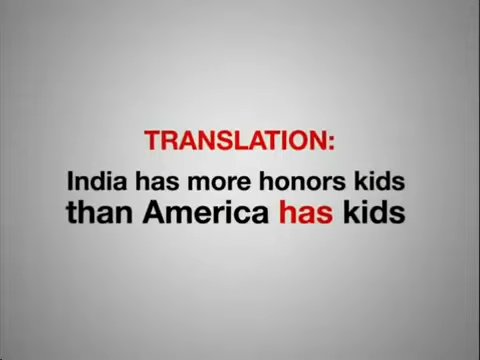 TRANSLATION:
India has more honors kids
than America has kids